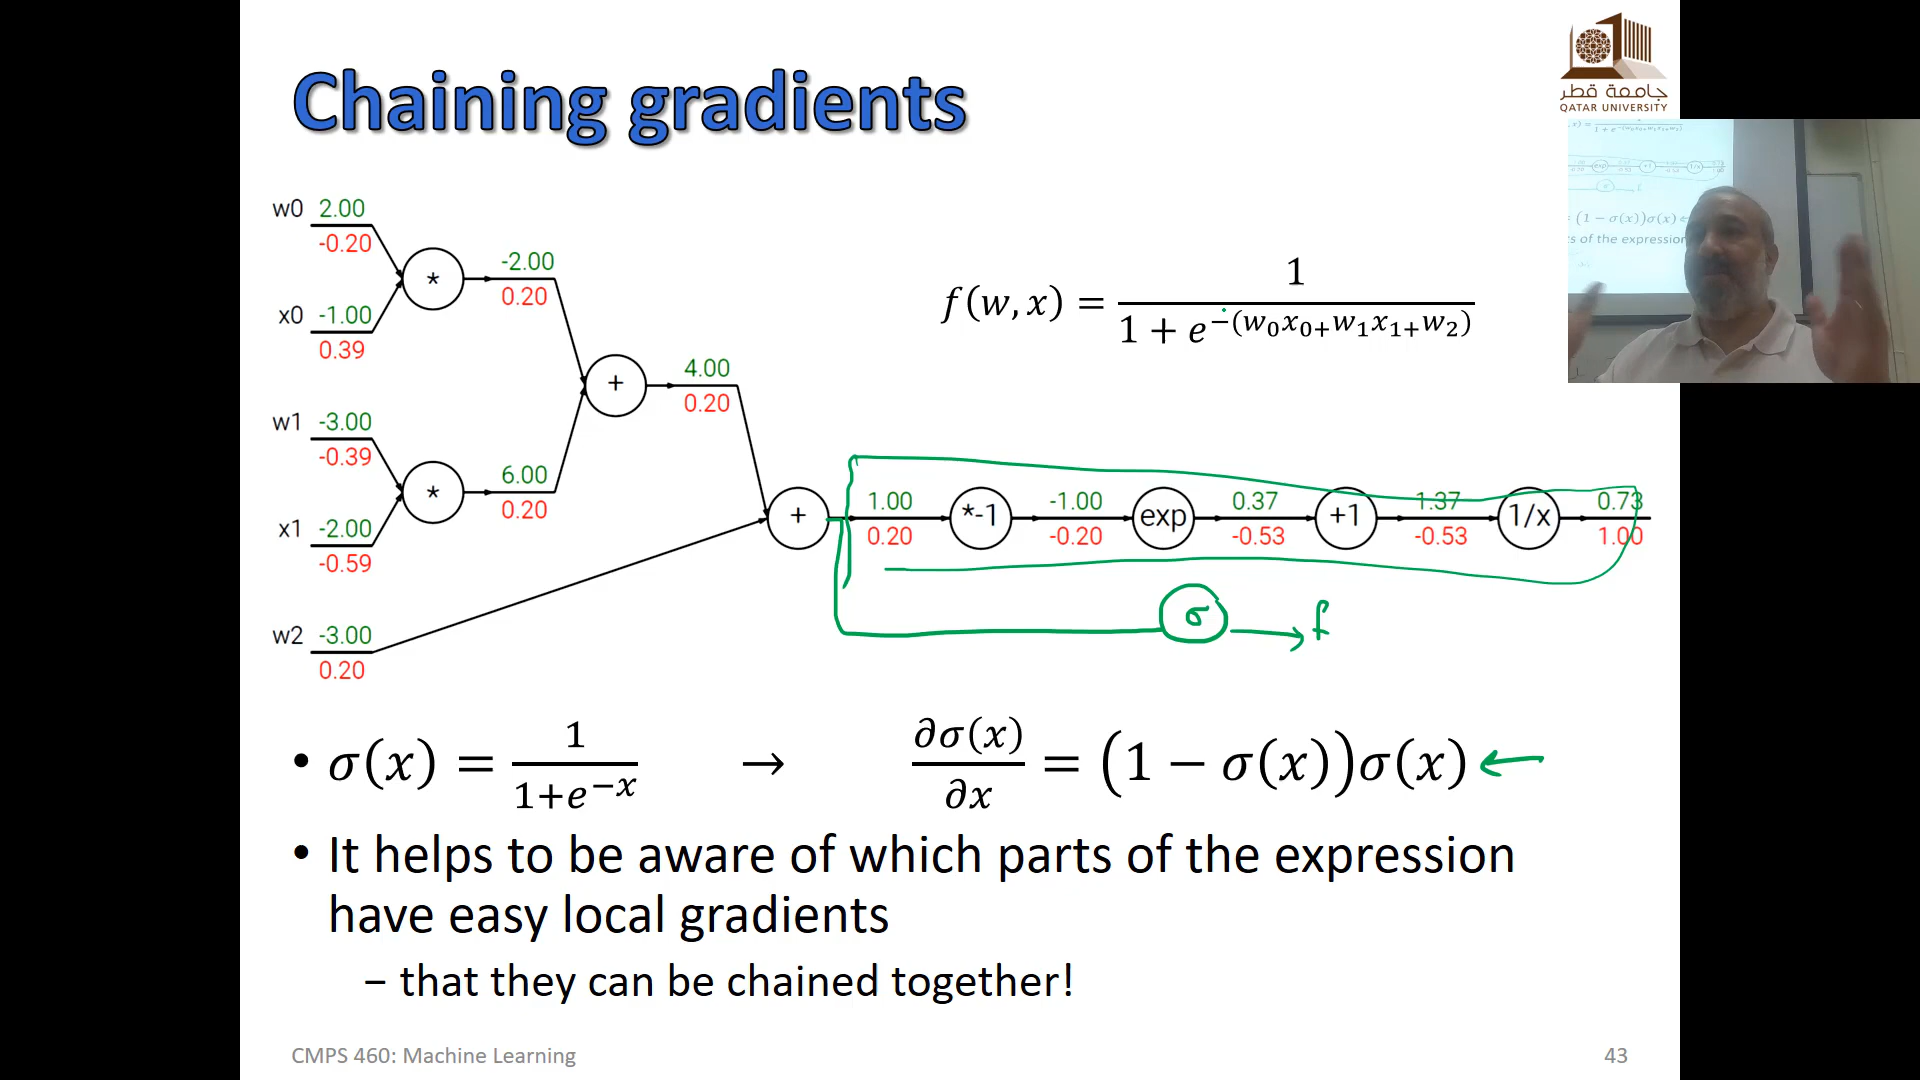 Chaining gradients
جامعة قطر
QATAR UNIVERSITY
w0 2.00
-0.20
* -2.00
0.20
x0 -1.00
0.39
f(w, x) = 1 / 1 + e^−(w₀x₀+w₁x₁+w₂)
+ 4.00
0.20
w1 -3.00
-0.39
* 6.00
0.20
x1 -2.00
-0.59
+ 1.00 *-1 -1.00 exp 0.37 +1 1.37 1/x 0.73
0.20 -0.20 -0.53 -0.53 1.00
σ → f
w2 -3.00
0.20
• σ(x) = 1 / 1+e^−x → ∂σ(x) / ∂x = (1 − σ(x))σ(x) ←
• It helps to be aware of which parts of the expression
have easy local gradients
– that they can be chained together!
CMPS 460: Machine Learning
43